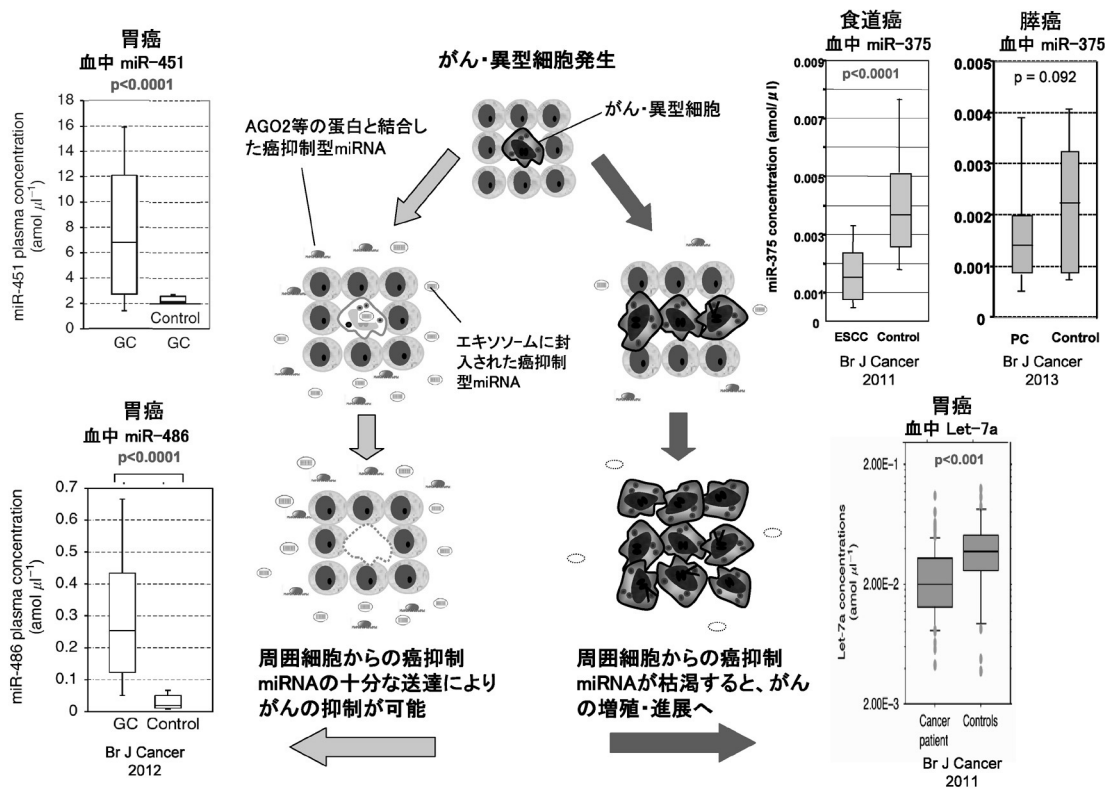 胃癌
血中 miR-451
p<0.0001
18
16
14
12
10
8
6
4
2
0
miR-451 plasma concentration
(amol μl⁻¹)
Control
GC
GC
胃癌
血中 miR-486
p<0.0001
0.7
0.6
0.5
0.4
0.3
0.2
0.1
0
miR-486 plasma concentration
(amol μl⁻¹)
GC
Control
Br J Cancer
2012
がん・異型細胞発生
がん・異型細胞
AGO2等の蛋白と結合し
た癌抑制型miRNA
エキソソームに封
入された癌抑制
型miRNA
周囲細胞からの癌抑制
miRNAの十分な送達により
がんの抑制が可能
周囲細胞からの癌抑制
miRNAが枯渇すると、がん
の増殖・進展へ
食道癌
血中 miR-375
p<0.0001
0.009
0.007
0.005
0.003
0.001
0
miR-375 concentration (amol/μl)
ESCC
Control
Br J Cancer
2011
膵癌
血中 miR-375
p = 0.092
0.005
0.004
0.003
0.002
0.001
0
PC
Control
Br J Cancer
2013
胃癌
血中 Let-7a
p<0.001
2.00E-1
2.00E-2
2.00E-3
Let-7a concentrations
(amol μl⁻¹)
Cancer
patient
Controls
Br J Cancer
2011